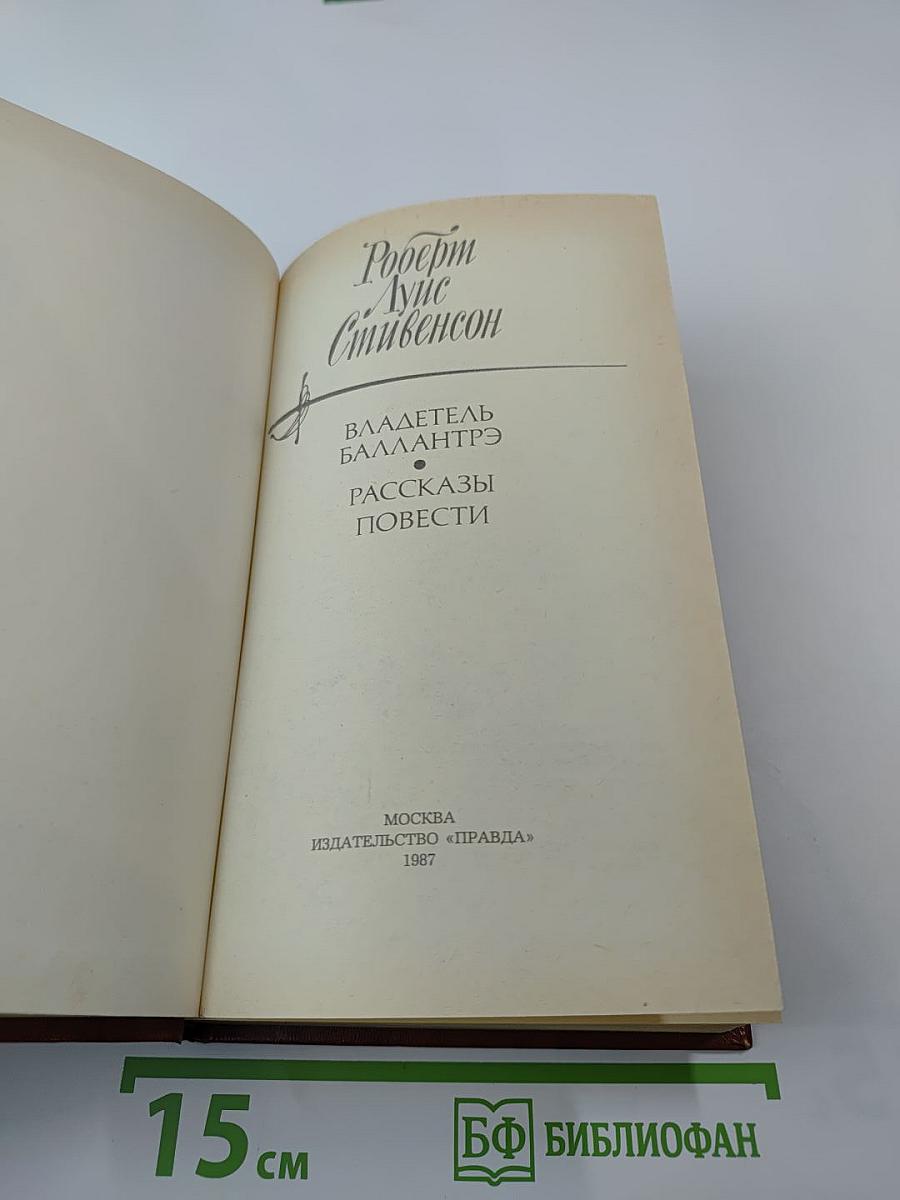 Роберт
Луис
Стивенсон
ВЛАДЕТЕЛЬ
БАЛЛАНТРЭ
•
РАССКАЗЫ
ПОВЕСТИ
МОСКВА
ИЗДАТЕЛЬСТВО «ПРАВДА»
1987
15 см
БФ БИБЛИОФАН